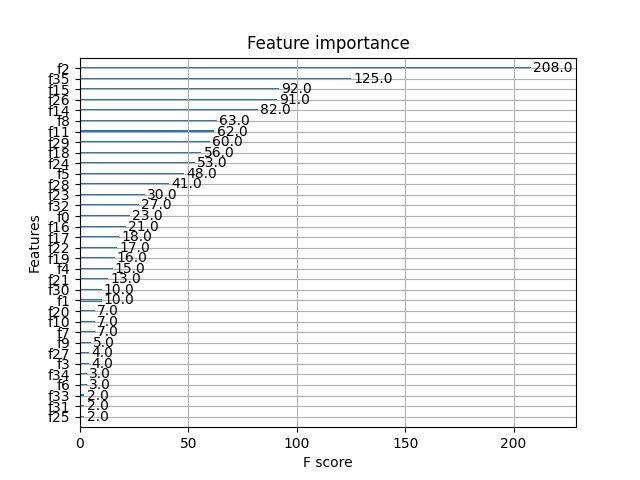 Feature importance
f2 208.0
f35 125.0
f15 92.0
f26 91.0
f14 82.0
f8 63.0
f11 62.0
f29 60.0
f18 56.0
f24 53.0
f5 48.0
f28 41.0
f23 30.0
f32 27.0
f0 23.0
f16 21.0
f17 18.0
f22 17.0
f19 16.0
f4 15.0
f21 13.0
f30 10.0
f1 10.0
f20 7.0
f10 7.0
f7 7.0
f9 5.0
f27 4.0
f3 4.0
f34 3.0
f6 3.0
f33 2.0
f31 2.0
f25 2.0
Features
0 50 100 150 200
F score